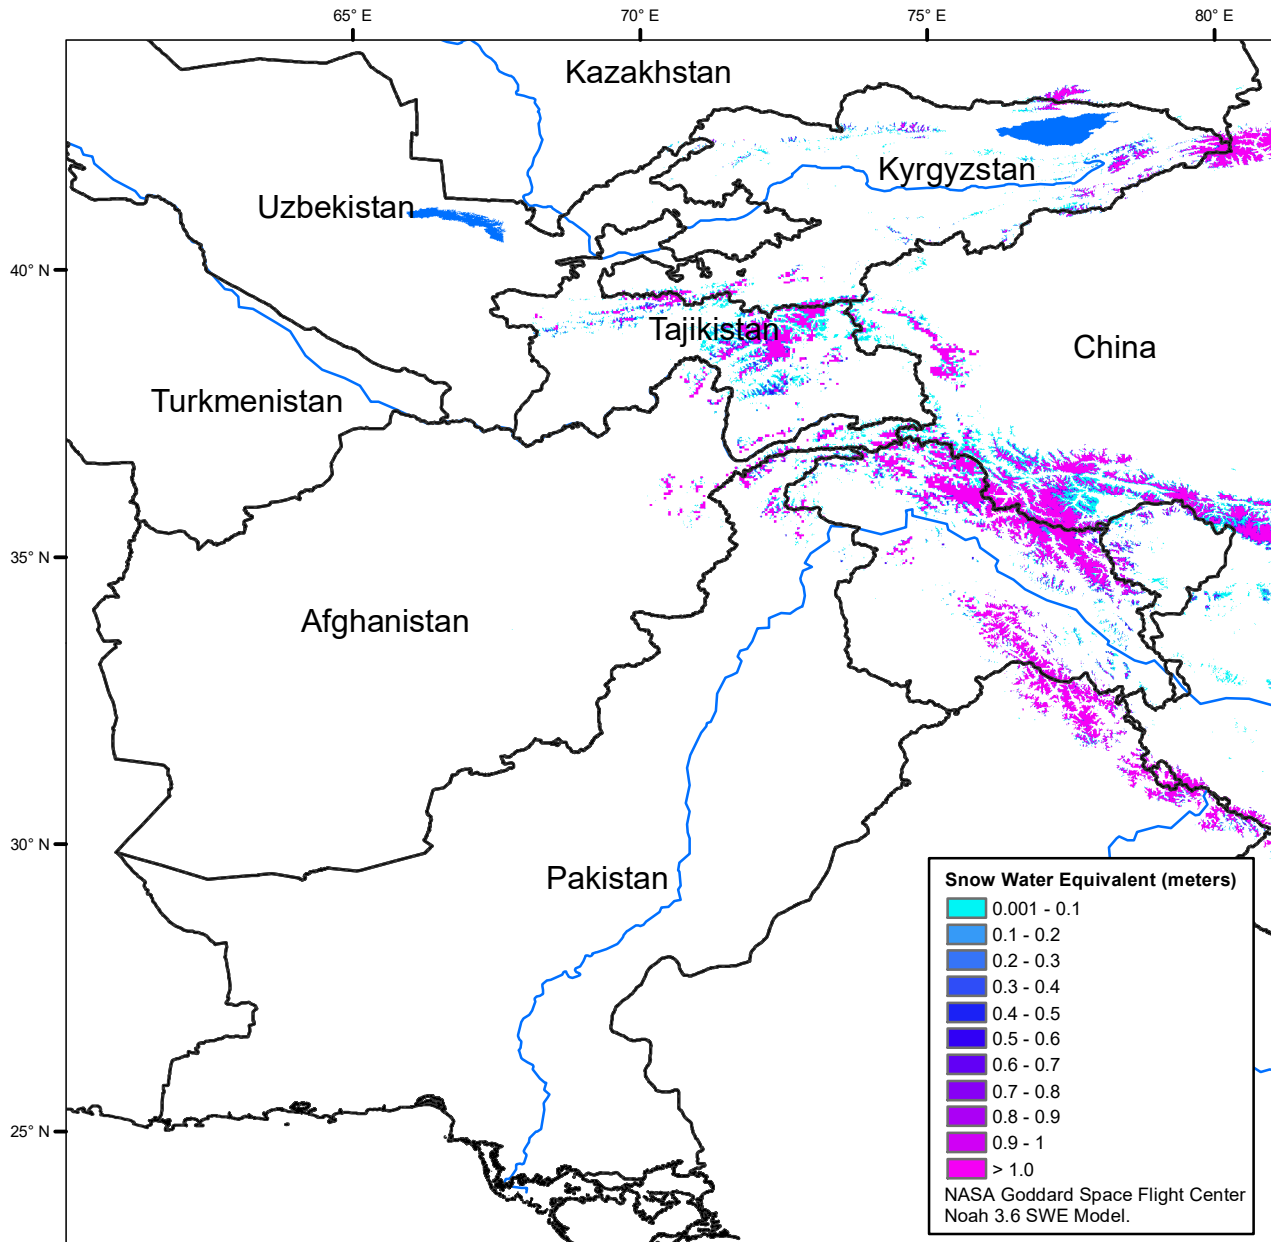 65° E
70° E
75° E
80° E
Kazakhstan
Kyrgyzstan
Uzbekistan
40° N
Tajikistan
China
Turkmenistan
35° N
Afghanistan
30° N
Pakistan
25° N
Snow Water Equivalent (meters)
0.001 - 0.1
0.1 - 0.2
0.2 - 0.3
0.3 - 0.4
0.4 - 0.5
0.5 - 0.6
0.6 - 0.7
0.7 - 0.8
0.8 - 0.9
0.9 - 1
> 1.0
NASA Goddard Space Flight Center
Noah 3.6 SWE Model.